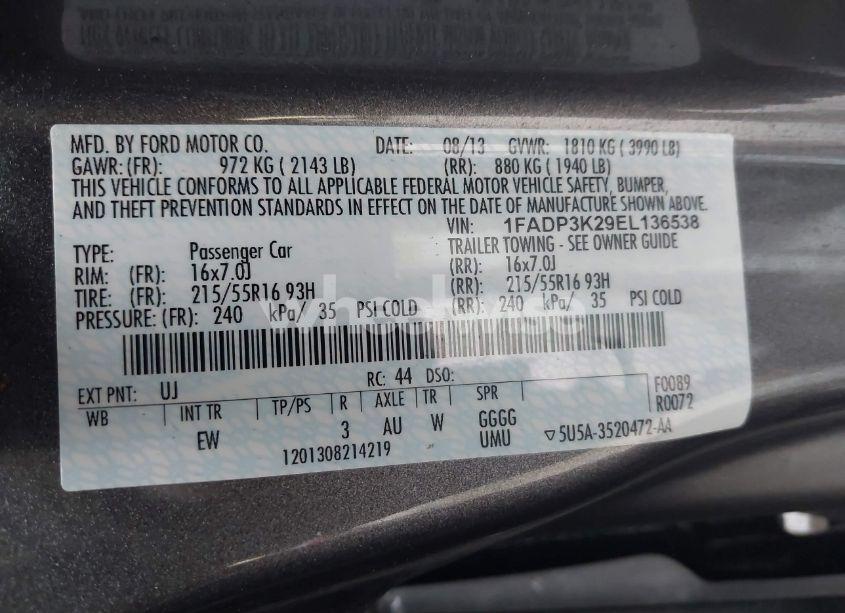 MFD. BY FORD MOTOR CO. DATE: 08/13 GVWR: 1810 KG ( 3990 LB)
GAWR: (FR): 972 KG ( 2143 LB) (RR): 880 KG ( 1940 LB)
THIS VEHICLE CONFORMS TO ALL APPLICABLE FEDERAL MOTOR VEHICLE SAFETY, BUMPER,
AND THEFT PREVENTION STANDARDS IN EFFECT ON THE DATE OF MANUFACTURE SHOWN ABOVE.
VIN: 1FADP3K29EL136538
TYPE: Passenger Car TRAILER TOWING - SEE OWNER GUIDE
RIM: (FR): 16x7.0J (RR): 16x7.0J
TIRE: (FR): 215/55R16 93H (RR): 215/55R16 93H
PRESSURE: (FR): 240 kPa/ 35 PSI COLD (RR): 240 kPa/ 35 PSI COLD
EXT PNT: UJ RC: 44 DSO: F0089
WB INT TR TP/PS R AXLE TR SPR R0072
EW 3 AU W GGGG
UMU ▽5U5A-3520472-AA
1201308214219